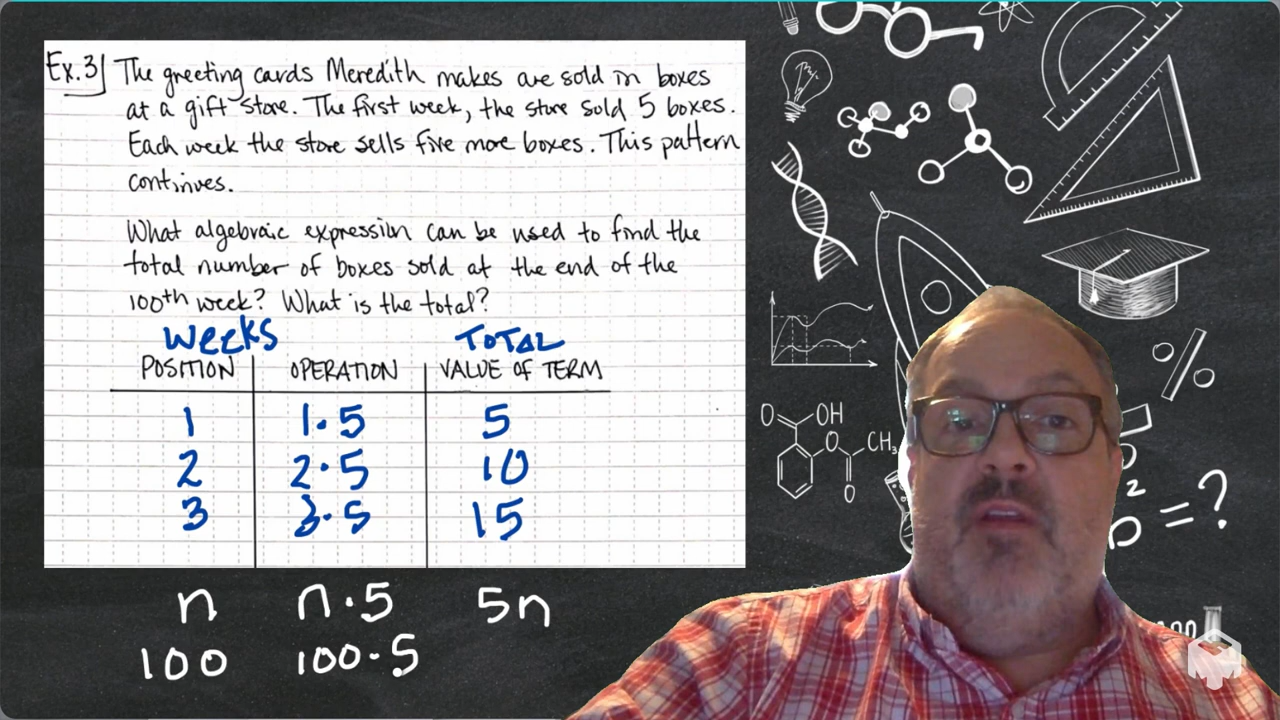 Ex.3 The greeting cards Meredith makes are sold in boxes
at a gift store. The first week, the store sold 5 boxes.
Each week the store sells five more boxes. This pattern
continues.
What algebraic expression can be used to find the
total number of boxes sold at the end of the
100th week? What is the total?
Weeks TOTAL
POSITION OPERATION VALUE OF TERM
1 1·5 5
2 2·5 10
3 3·5 15
n n·5 5n
100 100·5
%
O OH
O CH₃
O
2
= ?